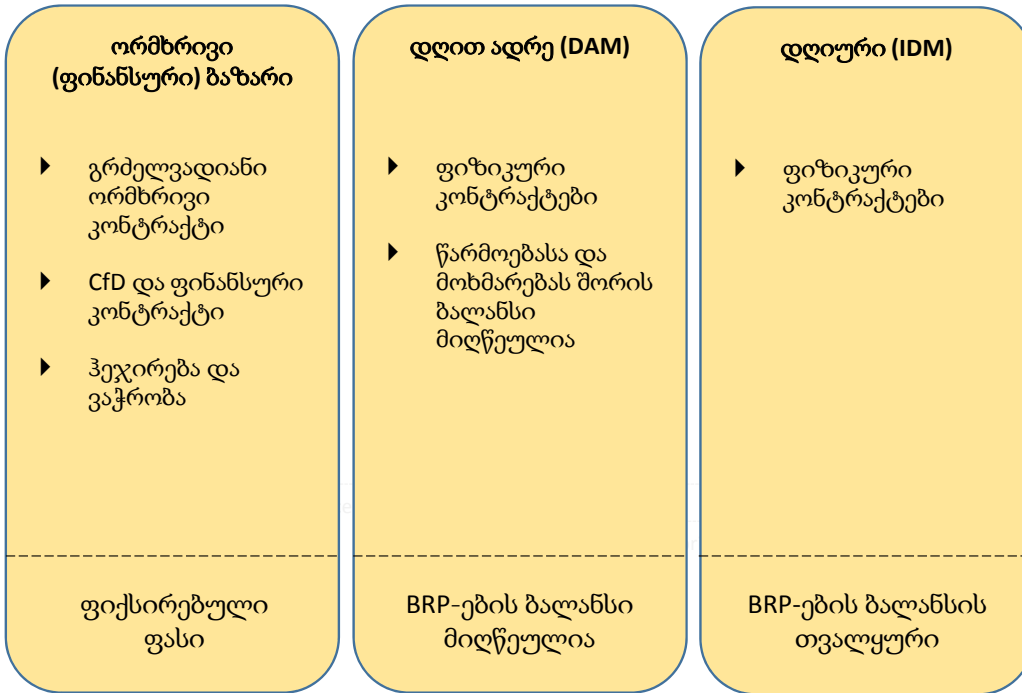 ორმხრივი
(ფინანსური) ბაზარი
გრძელვადიანი
ორმხრივი
კონტრაქტი
CfD და ფინანსური
კონტრაქტი
ჰეჯირება და
ვაჭრობა
ფიქსირებული
ფასი
დღით ადრე (DAM)
ფიზიკური
კონტრაქტები
წარმოებასა და
მოხმარებას შორის
ბალანსი
მიღწეულია
BRP-ების ბალანსი
მიღწეულია
დღიური (IDM)
ფიზიკური
კონტრაქტები
BRP-ების ბალანსის
თვალყური